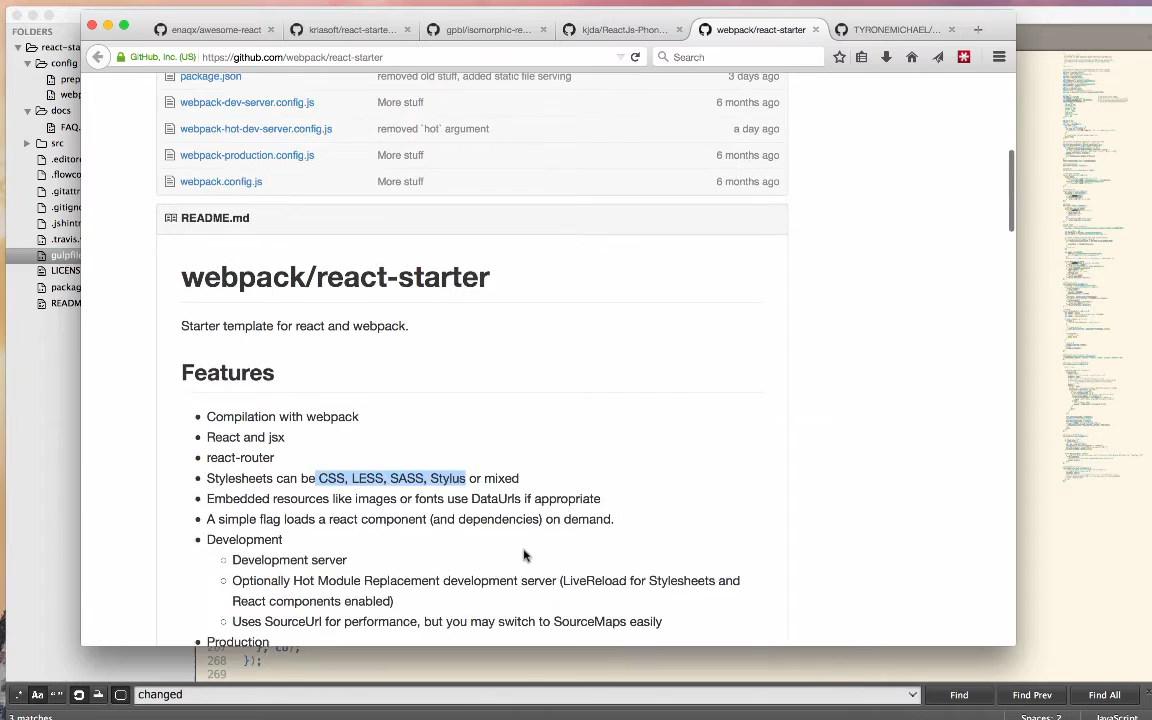 FOLDERS
react-sta
config
prep
webp
docs
FAQ.
src
.editor
.flowco
.gitattr
.gitigno
.jshintr
.travis.
gulpfile
LICENS
packag
READM
enaqx/awesome-react
kriasoft/react-starte...
gpbl/isomorphic-re...
kjda/ReactJs-Phon...
webpack/react-starter
TYRONEMICHAEL/...
GitHub, Inc. (US)
https://github.com/webpack/react-starter
Search
package.json removed old stuff, added static file serving 3 days ago
webpack-dev-server.config.js More stuff 6 months ago
webpack-hot-dev-server.config.js removed `hot` argument a day ago
webpack-production.config.js More stuff 6 months ago
webpack.config.js More stuff 6 months ago
README.md
webpack/react-starter
Starter template for react and webpack.
Features
Compilation with webpack
React and jsx
react-router
Stylesheets can be CSS, LESS, SASS, Stylus or mixed
Embedded resources like images or fonts use DataUrls if appropriate
A simple flag loads a react component (and dependencies) on demand.
Development
Development server
Optionally Hot Module Replacement development server (LiveReload for Stylesheets and
React components enabled)
Uses SourceUrl for performance, but you may switch to SourceMaps easily
Production
268 });
269
.* Aa “”
changed
Find
Find Prev
Find All
3 matches
Spaces: 2
JavaScript